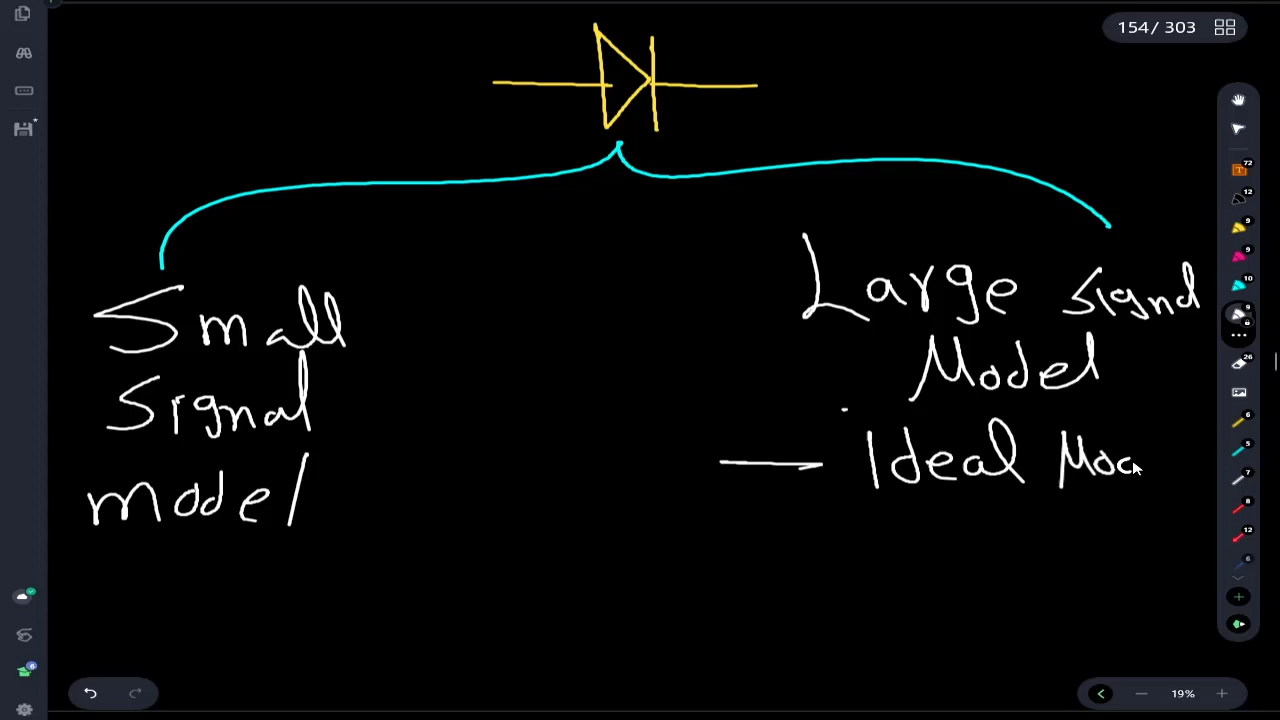 154/ 303
Small
Signal
model
Large Signal
Model
Ideal Moc
19%